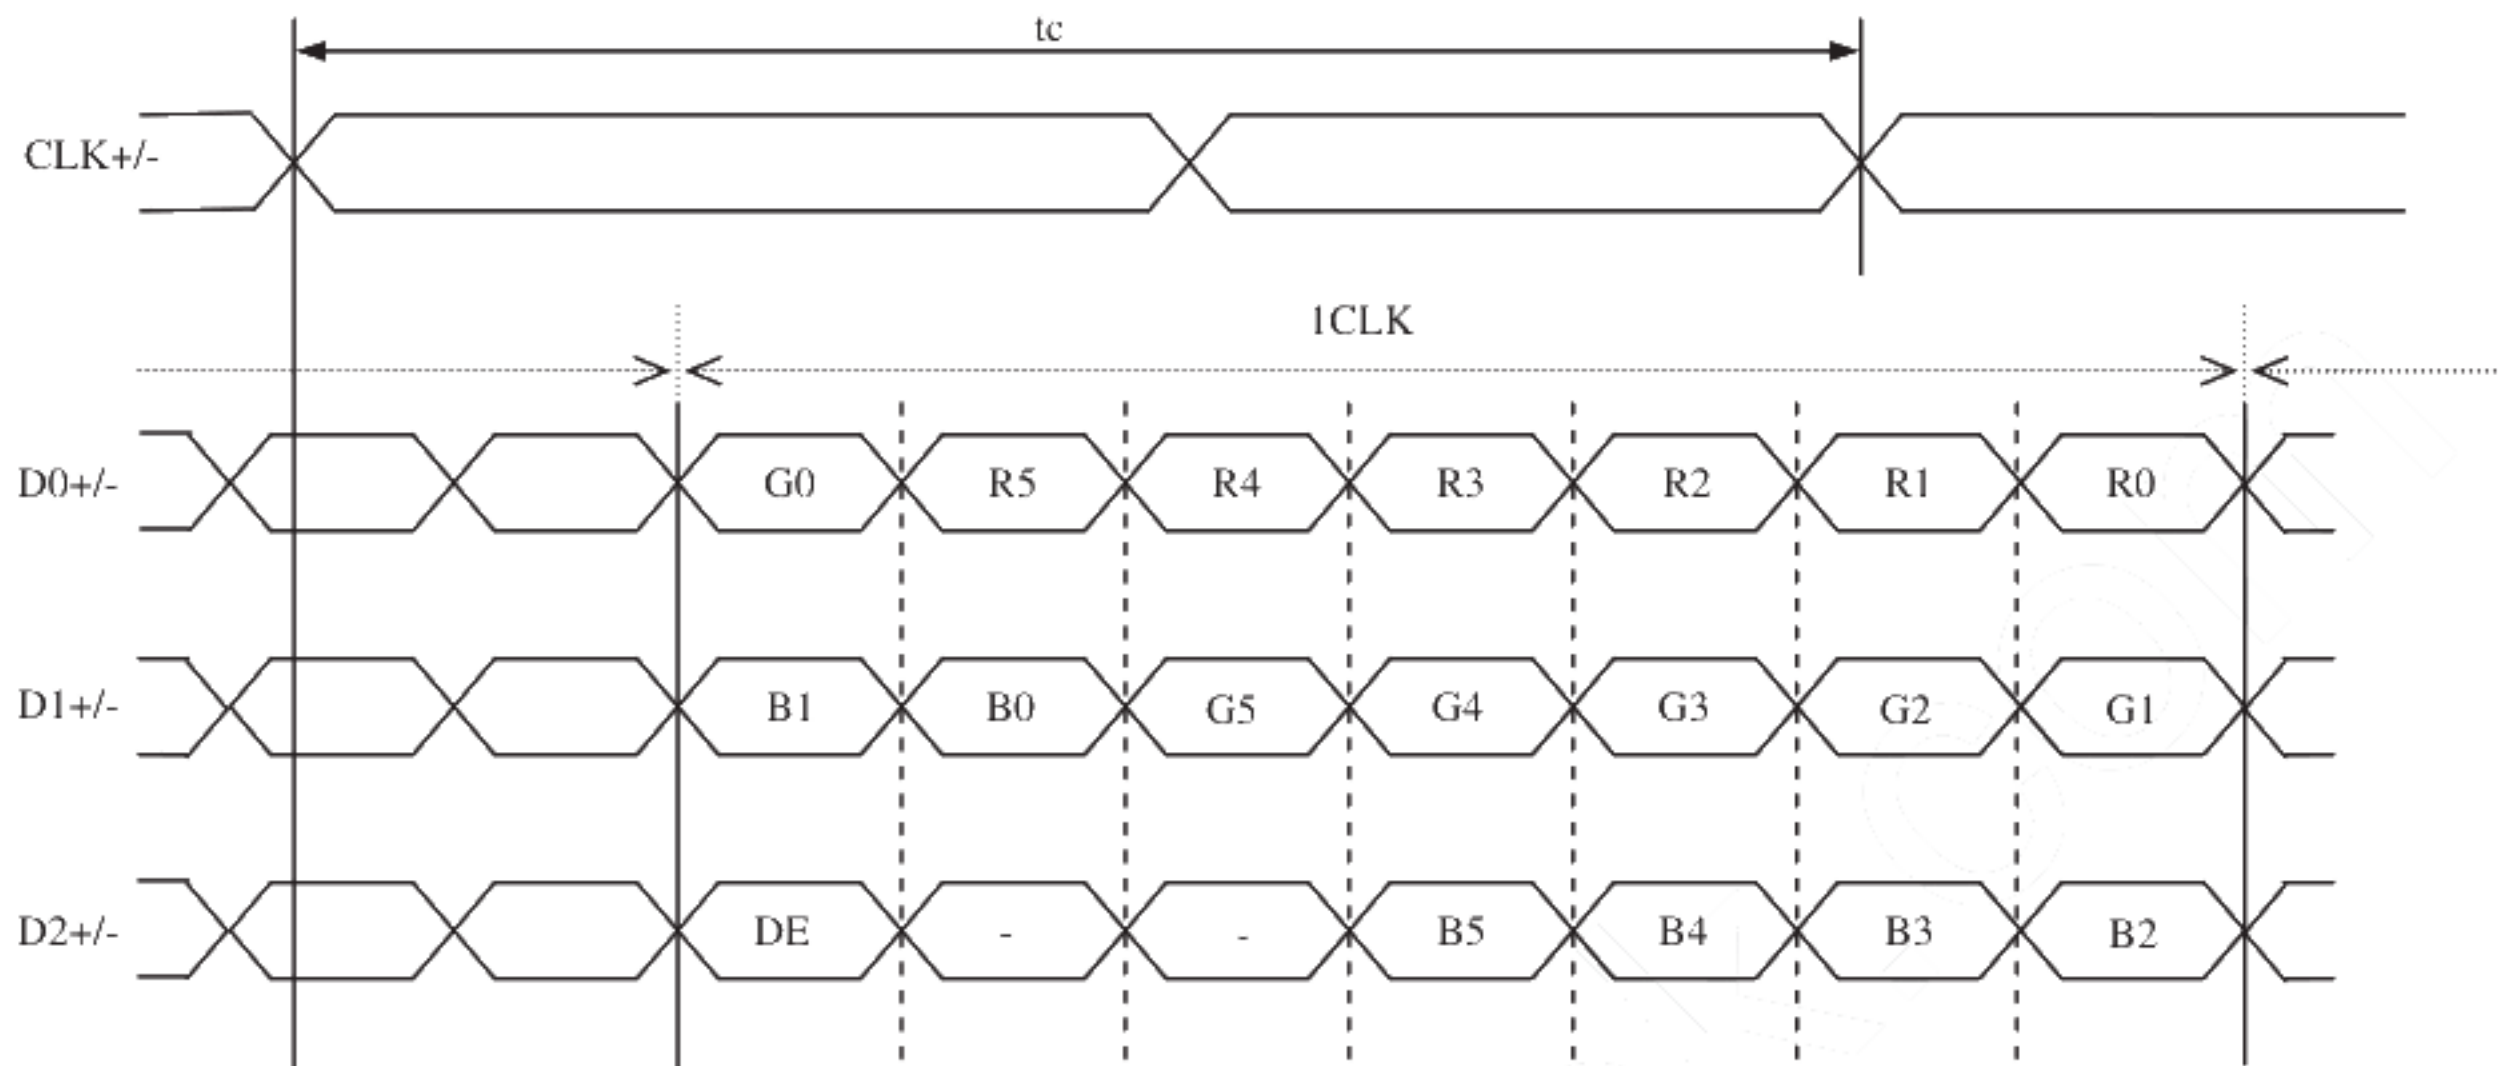 tc
CLK+/-
1CLK
D0+/- G0 R5 R4 R3 R2 R1 R0
D1+/- B1 B0 G5 G4 G3 G2 G1
D2+/- DE - - B5 B4 B3 B2